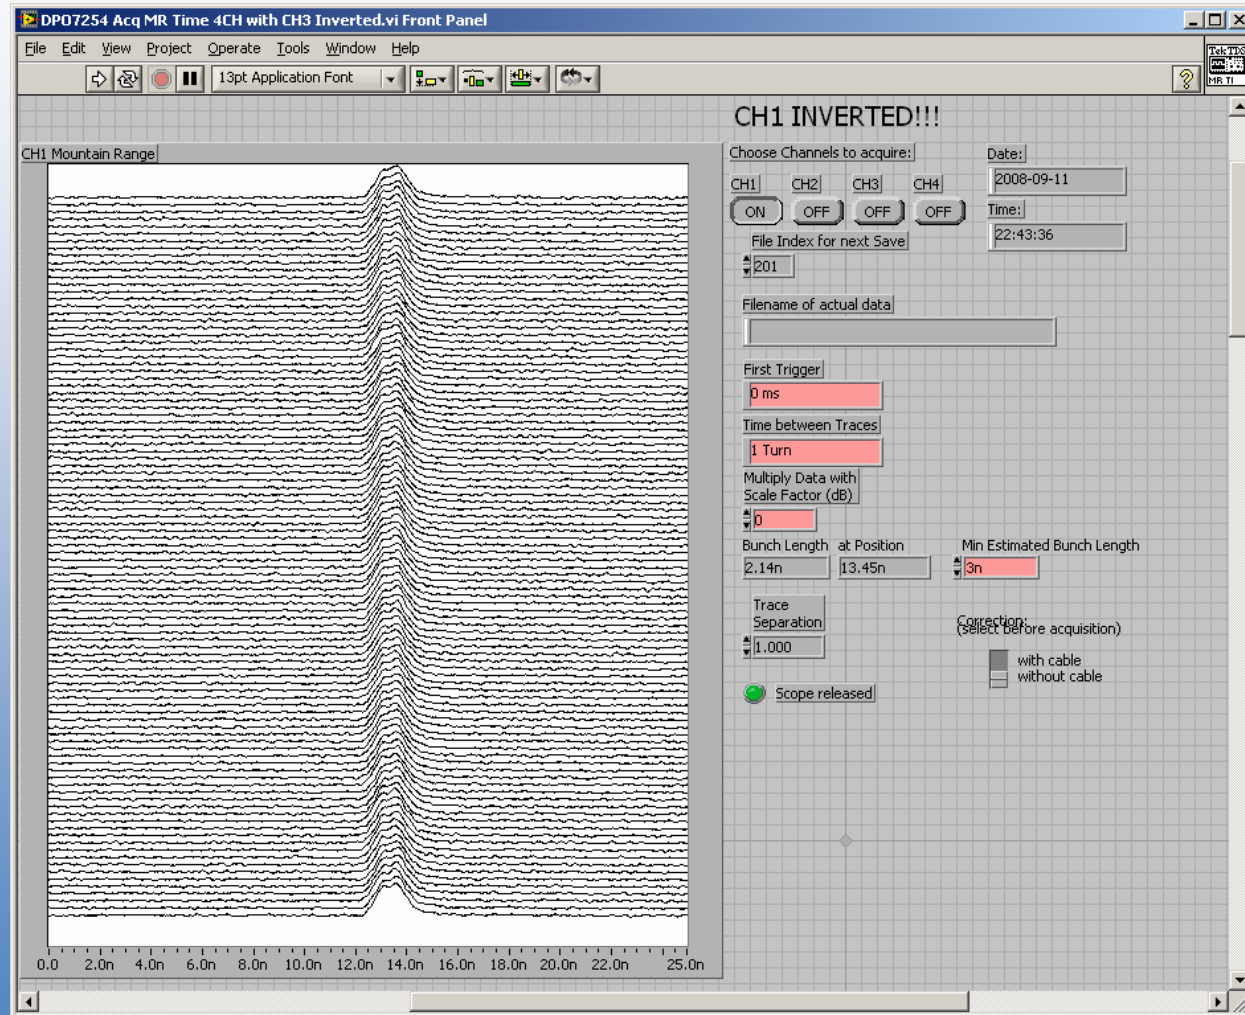 DPO7254 Acq MR Time 4CH with CH3 Inverted.vi Front Panel
File Edit View Project Operate Tools Window Help
13pt Application Font
TekTDS
MR TI
CH1 INVERTED!!!
CH1 Mountain Range
Choose Channels to acquire:
Date:
2008-09-11
CH1 CH2 CH3 CH4
ON OFF OFF OFF
Time:
22:43:36
File Index for next Save
201
Filename of actual data
First Trigger
0 ms
Time between Traces
1 Turn
Multiply Data with
Scale Factor (dB)
0
Bunch Length at Position Min Estimated Bunch Length
2.14n 13.45n 3n
Trace
Separation
1.000
Correction:
(select before acquisition)
with cable
without cable
Scope released
0.0 2.0n 4.0n 6.0n 8.0n 10.0n 12.0n 14.0n 16.0n 18.0n 20.0n 22.0n 25.0n